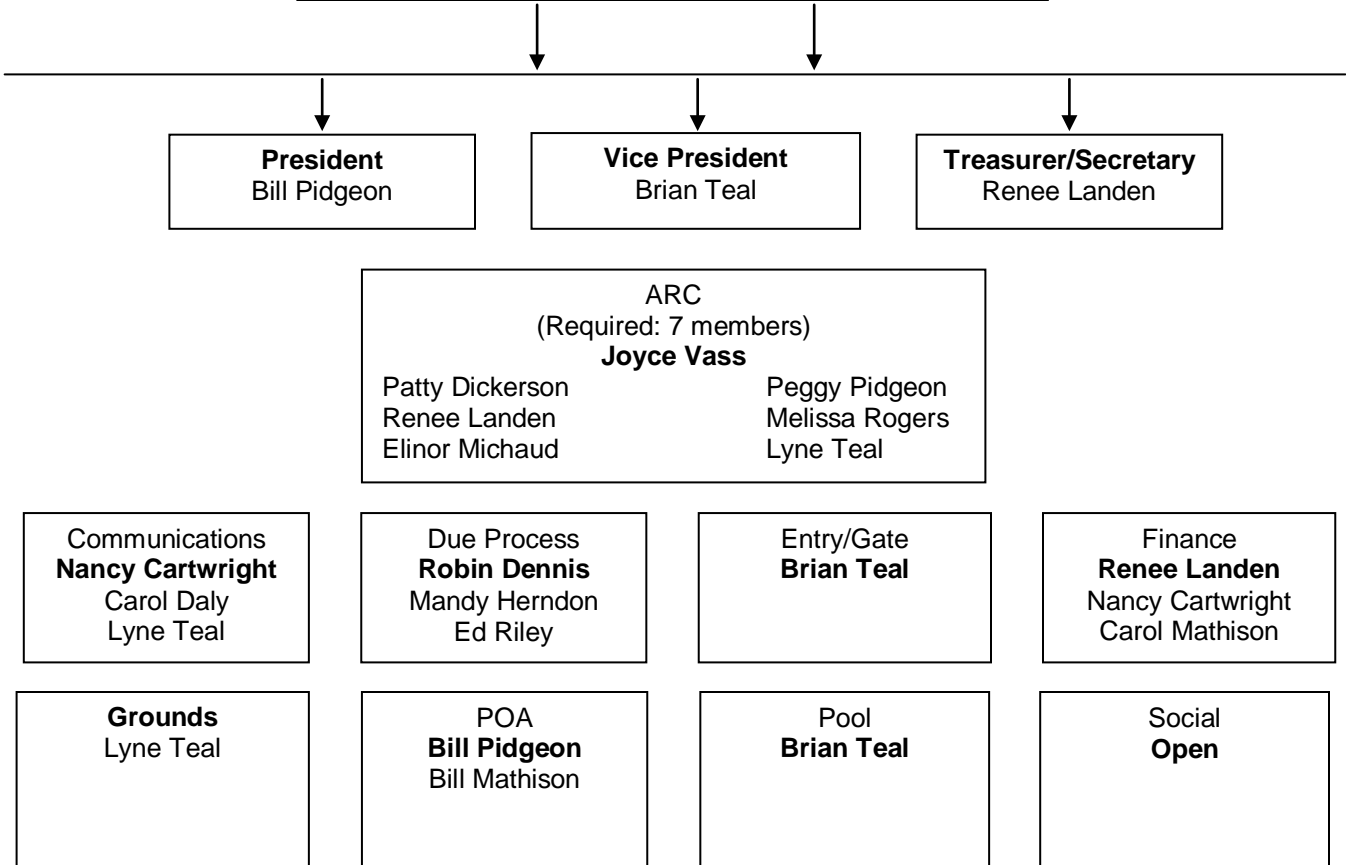 President
Bill Pidgeon
Vice President
Brian Teal
Treasurer/Secretary
Renee Landen
ARC
(Required: 7 members)
Joyce Vass
Patty Dickerson
Peggy Pidgeon
Renee Landen
Melissa Rogers
Elinor Michaud
Lyne Teal
Communications
Nancy Cartwright
Carol Daly
Lyne Teal
Due Process
Robin Dennis
Mandy Herndon
Ed Riley
Entry/Gate
Brian Teal
Finance
Renee Landen
Nancy Cartwright
Carol Mathison
Grounds
Lyne Teal
POA
Bill Pidgeon
Bill Mathison
Pool
Brian Teal
Social
Open